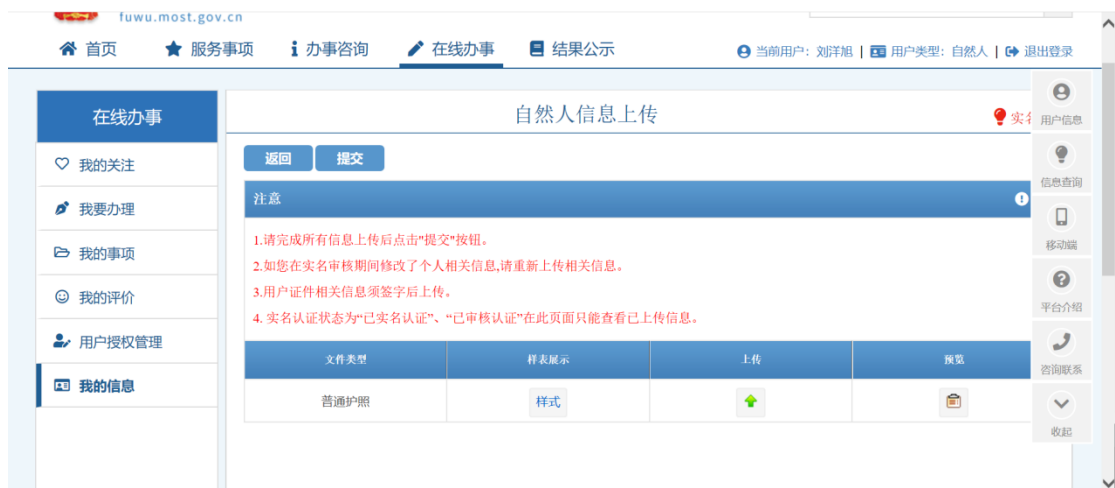 fuwu.most.gov.cn
首页 服务事项 办事咨询 在线办事 结果公示 当前用户：刘洋旭 | 用户类型：自然人 | 退出登录
在线办事
我的关注
我要办理
我的事项
我的评价
用户授权管理
我的信息
自然人信息上传
实
返回 提交
注意
1.请完成所有信息上传后点击"提交"按钮。
2.如您在实名审核期间修改了个人相关信息,请重新上传相关信息。
3.用户证件相关信息须签字后上传。
4. 实名认证状态为“已实名认证”、“已审核认证”在此页面只能查看已上传信息。
文件类型 样表展示 上传 预览
普通护照 样式
用户信息
信息查询
移动端
平台介绍
咨询联系
收起